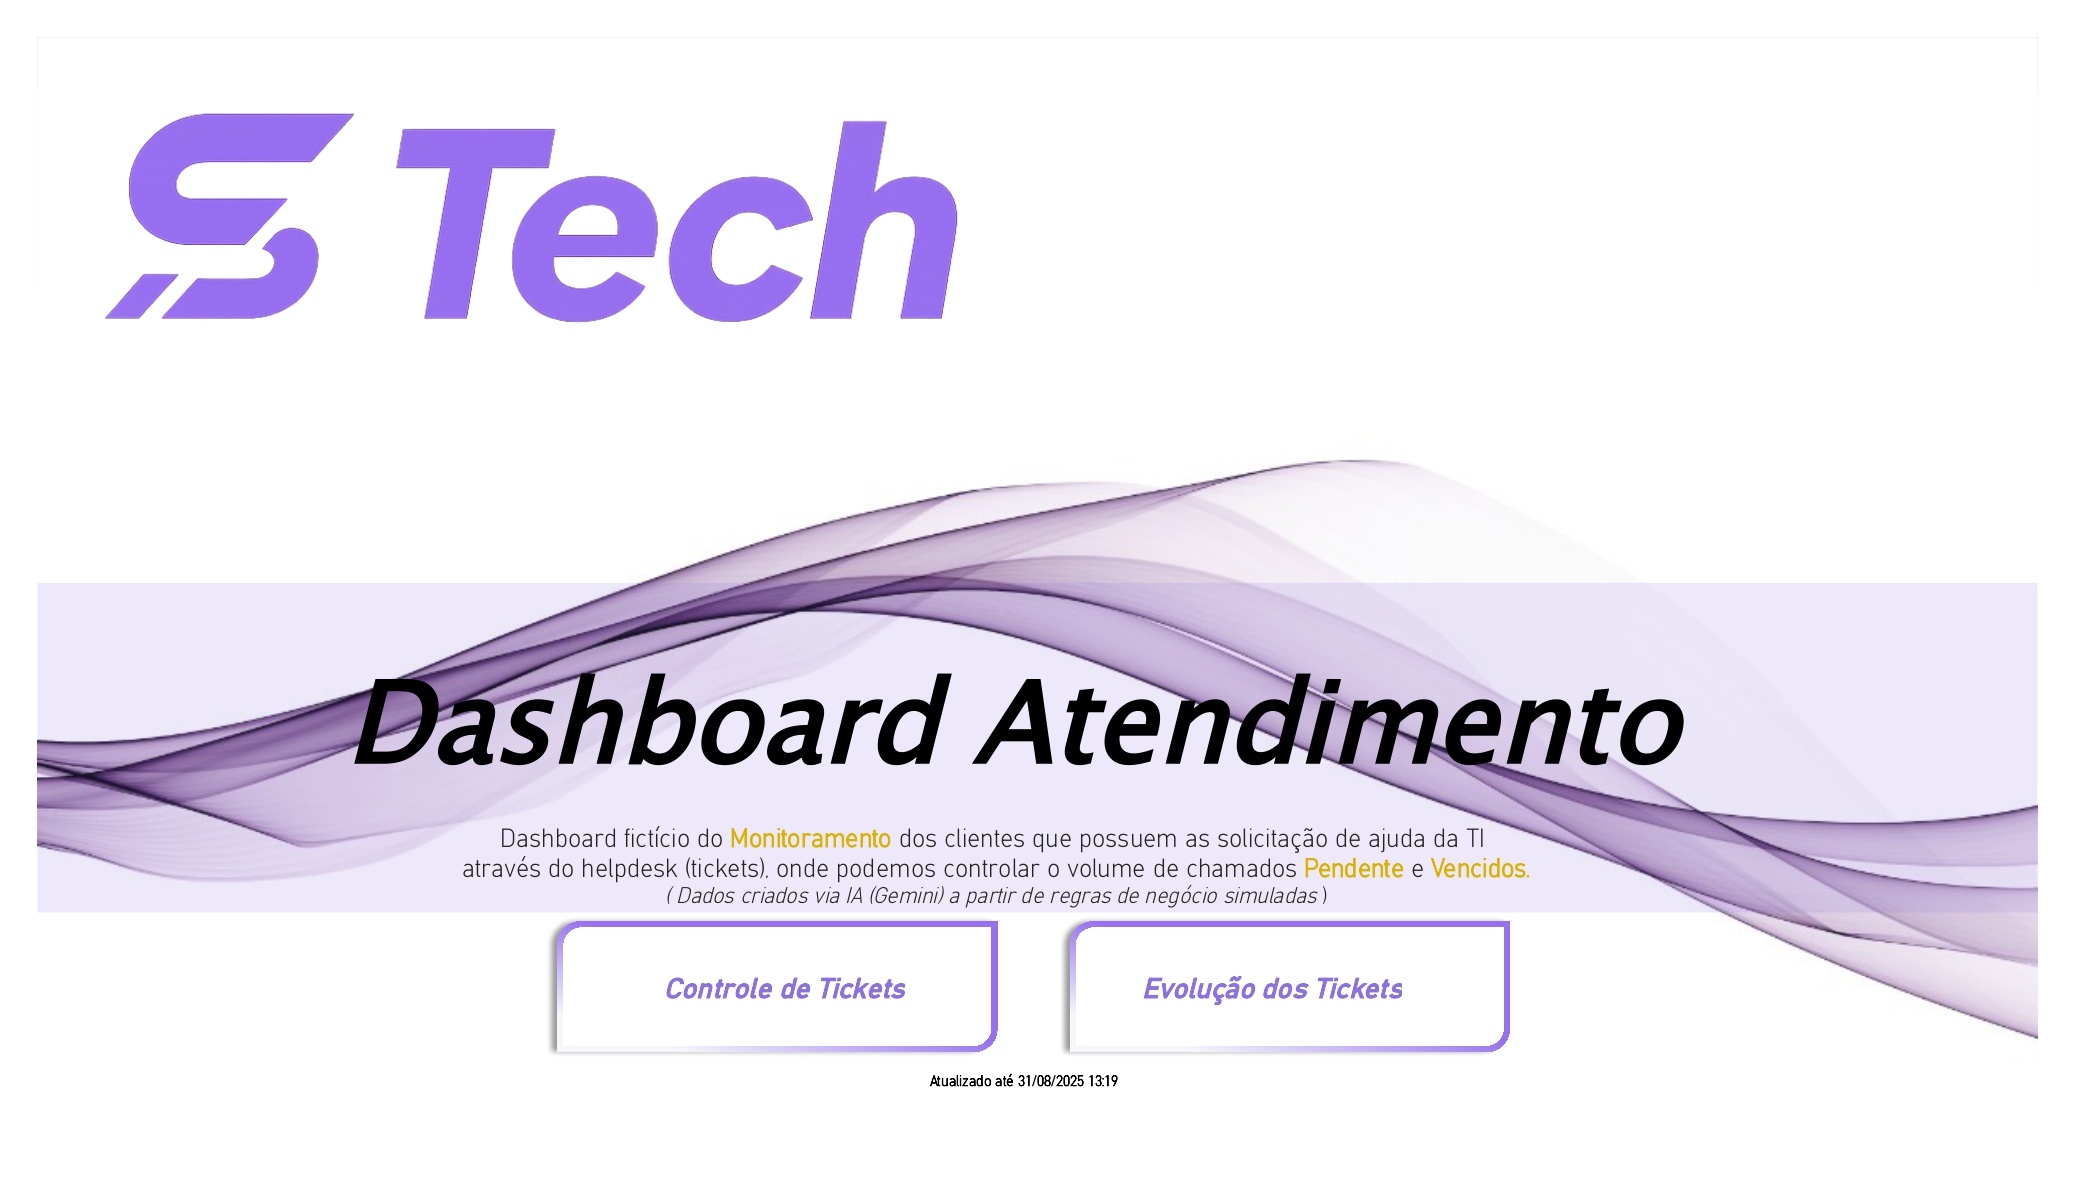 S Tech
Dashboard Atendimento
Dashboard fictício do Monitoramento dos clientes que possuem as solicitação de ajuda da TI
através do helpdesk (tickets), onde podemos controlar o volume de chamados Pendente e Vencidos.
( Dados criados via IA (Gemini) a partir de regras de negócio simuladas )
Controle de Tickets
Evolução dos Tickets
Atualizado até 31/08/2025 13:19